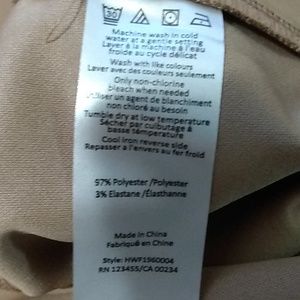 30
Machine wash in cold
water at a gentle setting
Laver à la machine à l'eau
froide au cycle délicat
Wash with like colours
Laver avec des couleurs seulement
Only non-chlorine
bleach when needed
Utiliser un agent de blanchiment
non chloré au besoin
Tumble dry at low temperature
Sécher par culbutage à
basse température
Cool iron reverse side
Repasser a l'envers au fer froid
97% Polyester /Polyester
3% Elastane /Élasthanne
Made in China
Fabriqué en Chine
Style: HWF1560004
RN 123455/CA 00234